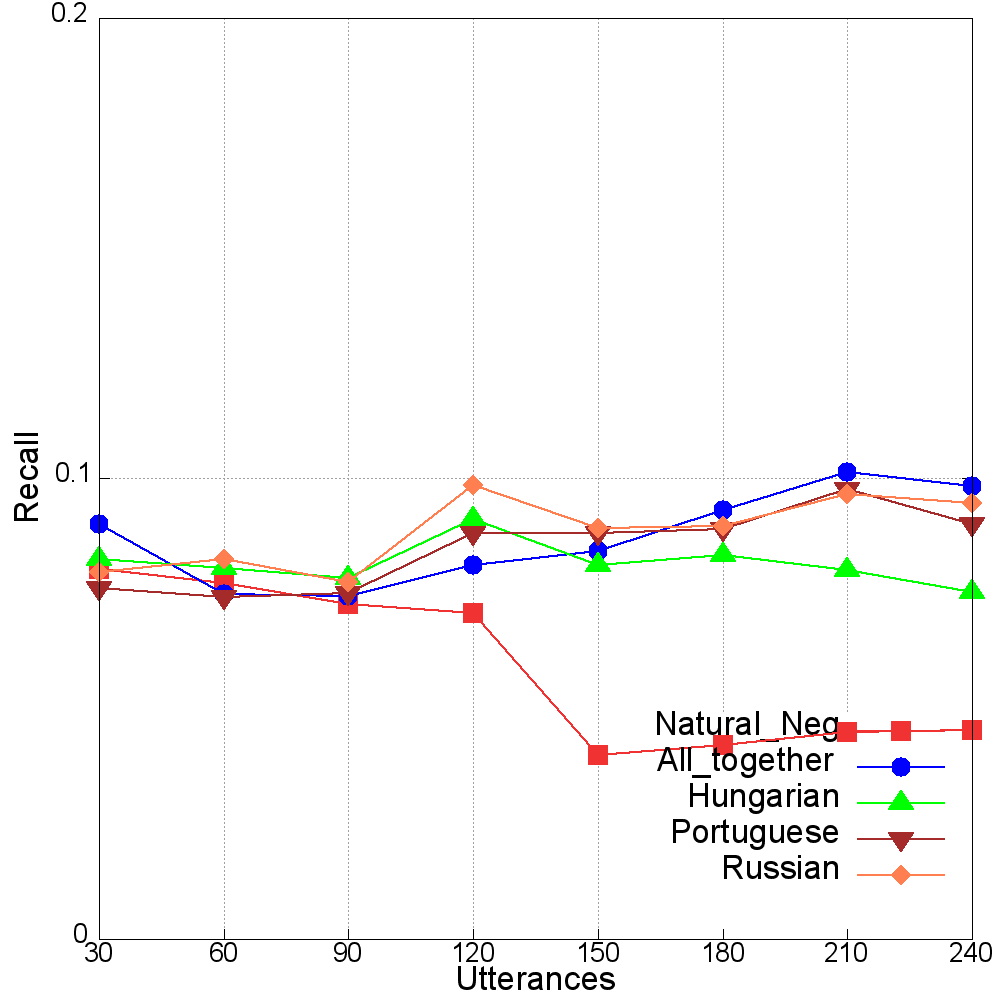 0.2
0.1
0
Recall
30 60 90 120 150 180 210 240
Utterances
Natural_Neg
All_together
Hungarian
Portuguese
Russian